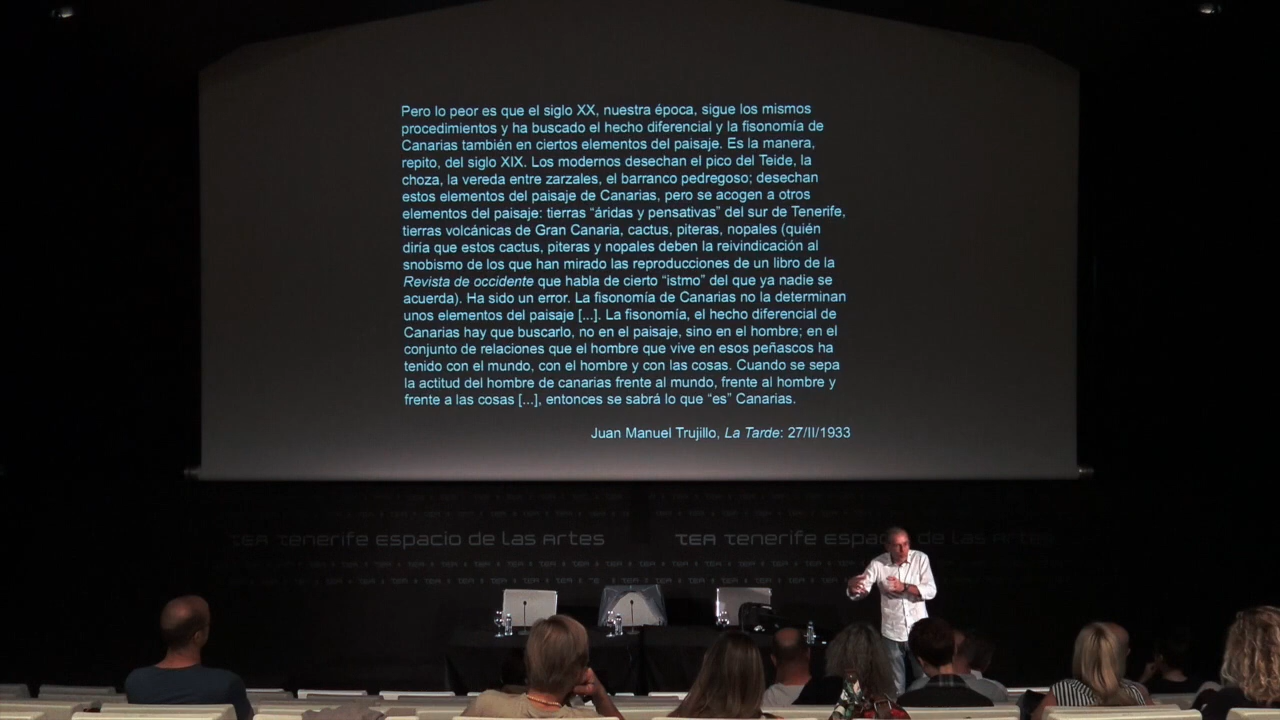 Pero lo peor es que el siglo XX, nuestra época, sigue los mismos
procedimientos y ha buscado el hecho diferencial y la fisonomía de
Canarias también en ciertos elementos del paisaje. Es la manera,
repito, del siglo XIX. Los modernos desechan el pico del Teide, la
choza, la vereda entre zarzales, el barranco pedregoso; desechan
estos elementos del paisaje de Canarias, pero se acogen a otros
elementos del paisaje: tierras “áridas y pensativas” del sur de Tenerife,
tierras volcánicas de Gran Canaria, cactus, piteras, nopales (quién
diría que estos cactus, piteras y nopales deben la reivindicación al
snobismo de los que han mirado las reproducciones de un libro de la
Revista de occidente que habla de cierto “istmo” del que ya nadie se
acuerda). Ha sido un error. La fisonomía de Canarias no la determinan
unos elementos del paisaje [...]. La fisonomía, el hecho diferencial de
Canarias hay que buscarlo, no en el paisaje, sino en el hombre; en el
conjunto de relaciones que el hombre que vive en esos peñascos ha
tenido con el mundo, con el hombre y con las cosas. Cuando se sepa
la actitud del hombre de canarias frente al mundo, frente al hombre y
frente a las cosas [...], entonces se sabrá lo que “es” Canarias.
Juan Manuel Trujillo, La Tarde: 27/II/1933
TEA Tenerife Espacio de las Artes TEA Tenerife Espacio de las Artes